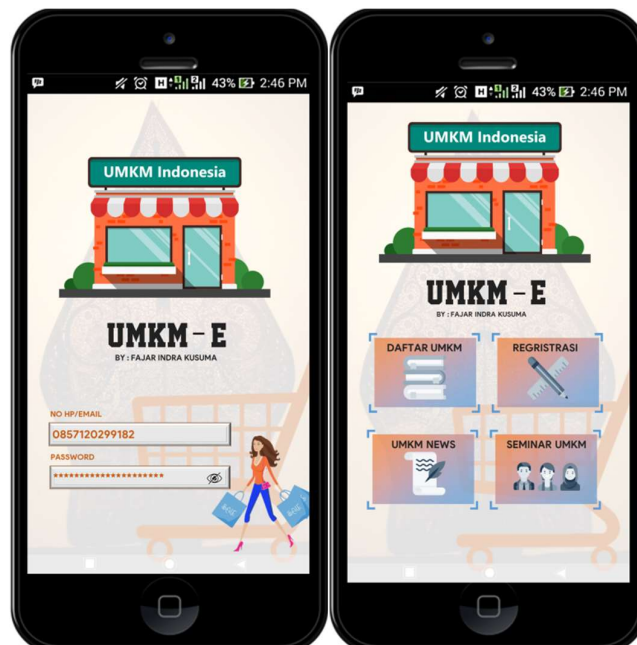 43% 2:46 PM
UMKM Indonesia
UMKM - E
BY : FAJAR INDRA KUSUMA
NO HP/EMAIL
0857120299182
PASSWORD
*********************
43% 2:46 PM
UMKM Indonesia
UMKM - E
BY : FAJAR INDRA KUSUMA
DAFTAR UMKM
REGRISTRASI
UMKM NEWS
SEMINAR UMKM